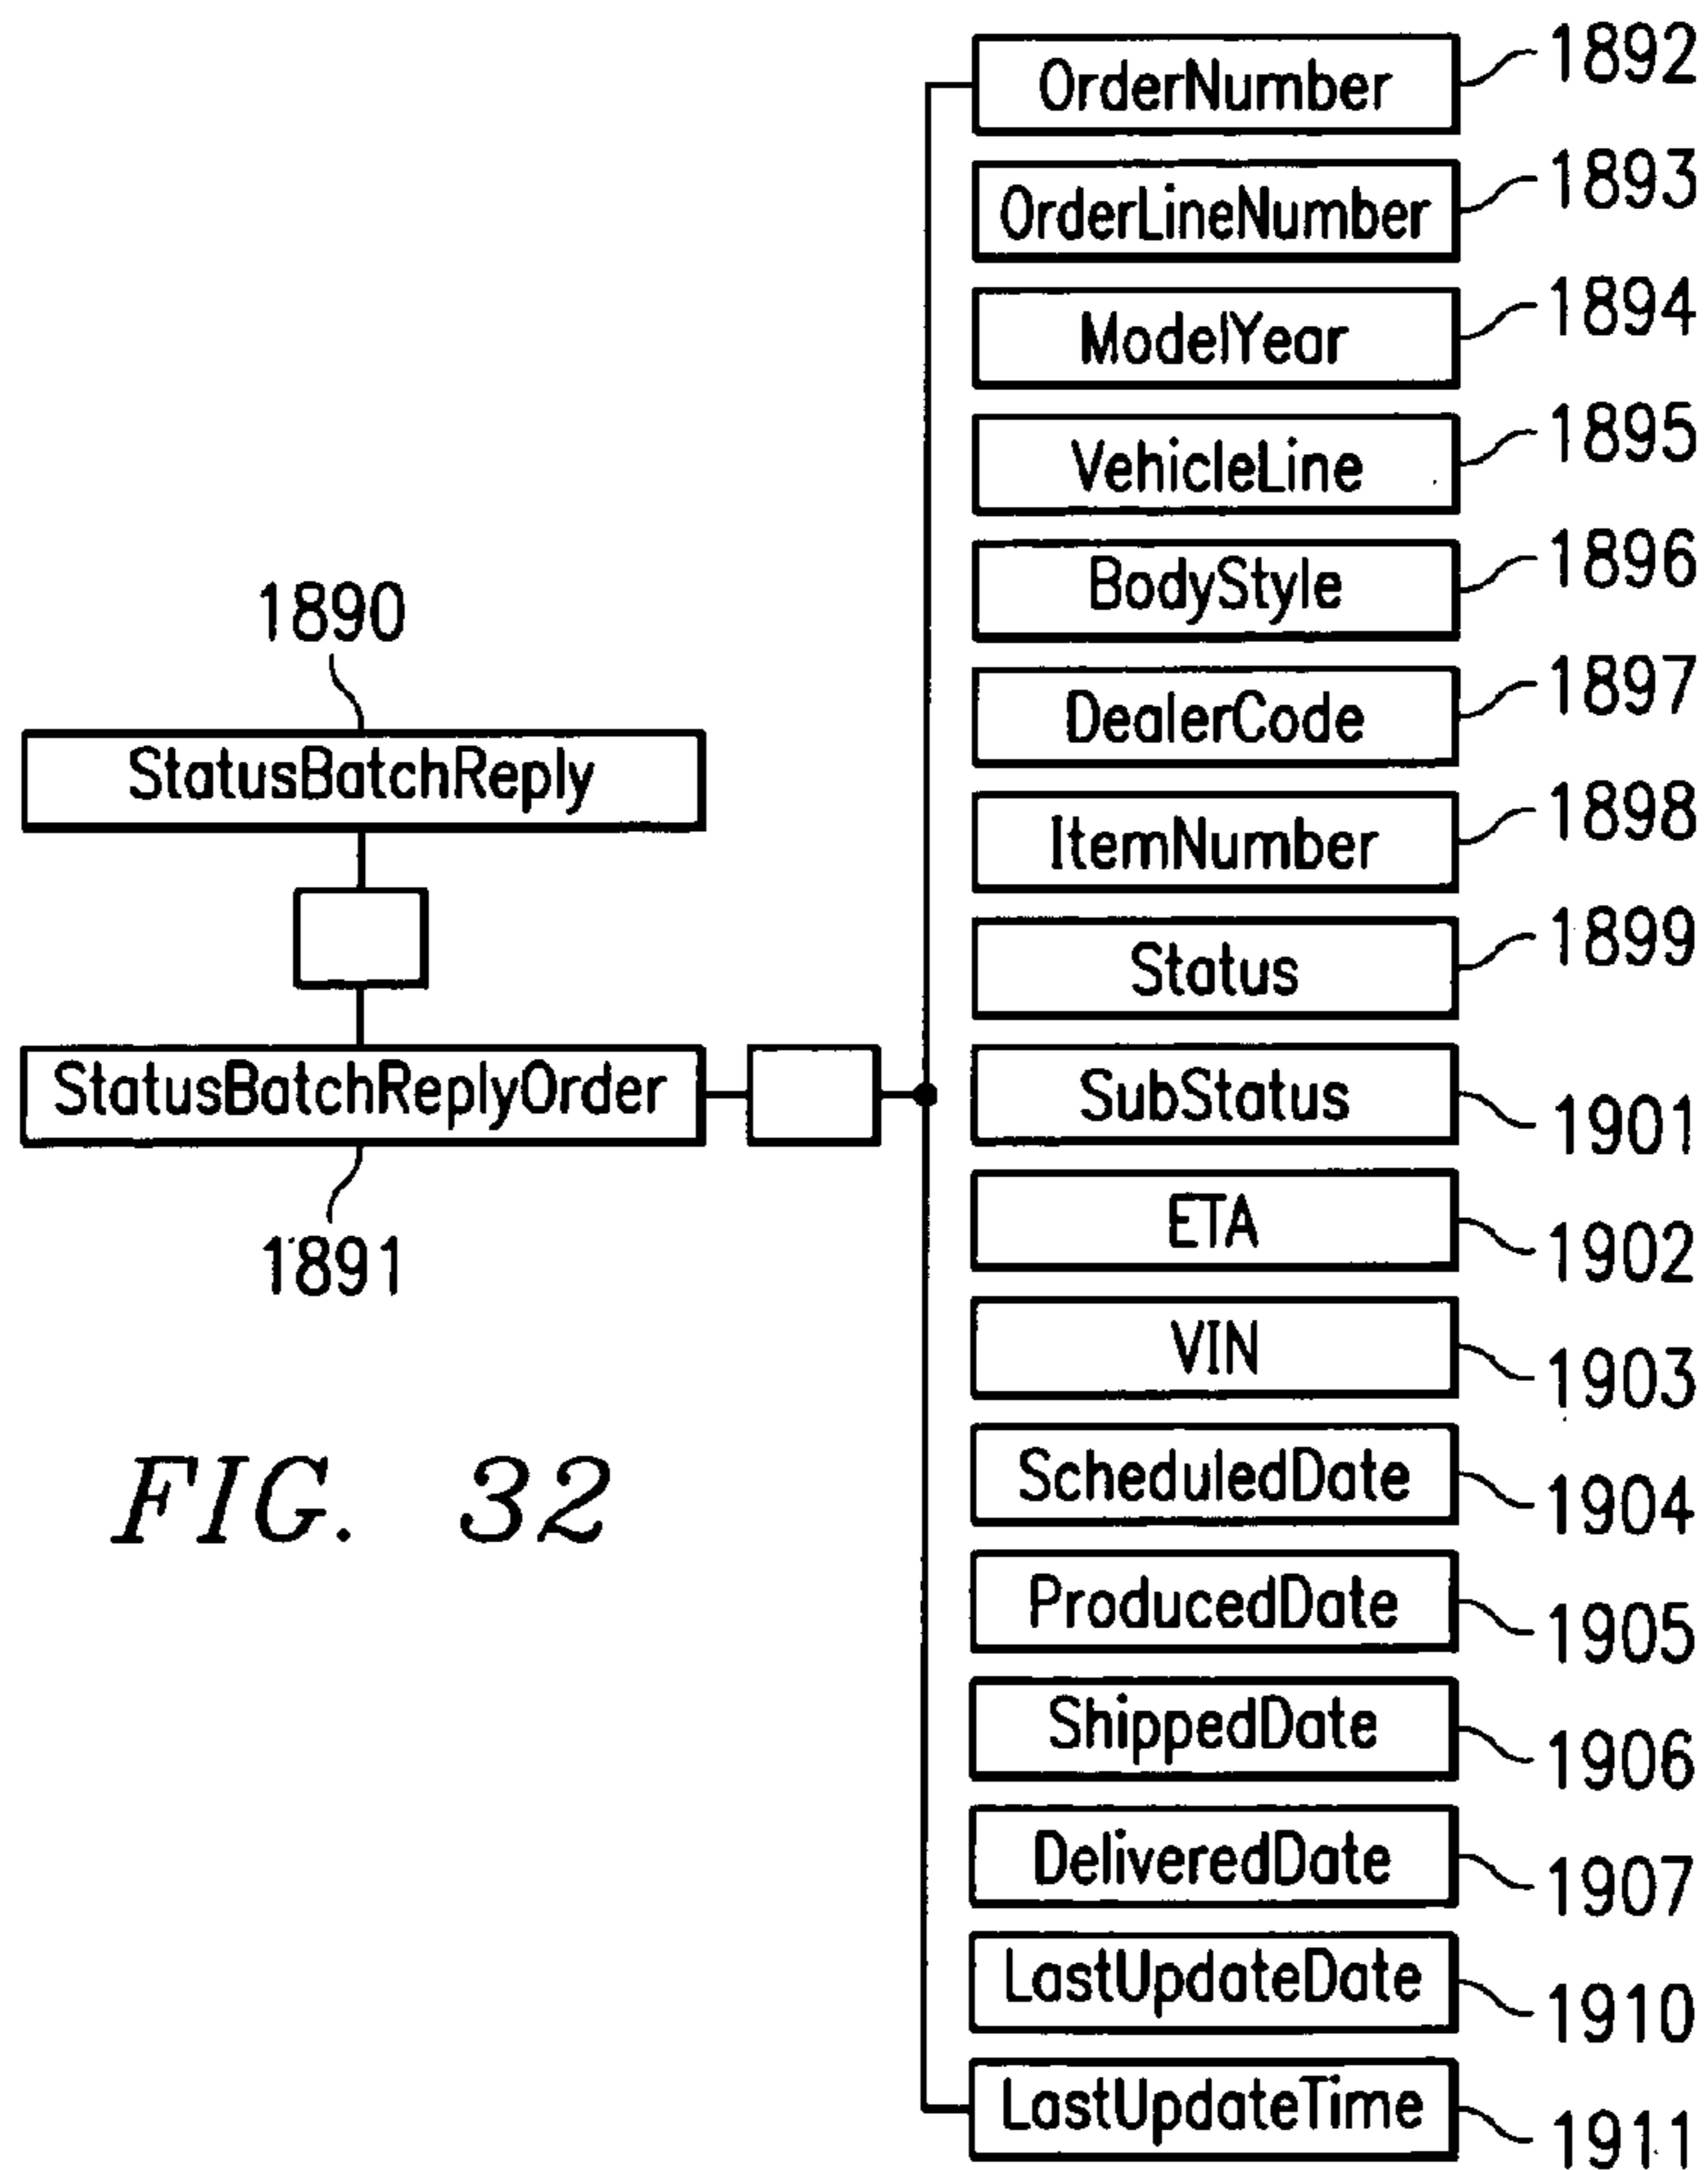 OrderNumber 1892
OrderLineNumber 1893
ModelYear 1894
VehicleLine 1895
BodyStyle 1896
DealerCode 1897
ItemNumber 1898
Status 1899
SubStatus 1901
ETA 1902
VIN 1903
ScheduledDate 1904
ProducedDate 1905
ShippedDate 1906
DeliveredDate 1907
LastUpdateDate 1910
LastUpdateTime 1911
1890
StatusBatchReply
StatusBatchReplyOrder
1891
FIG. 32